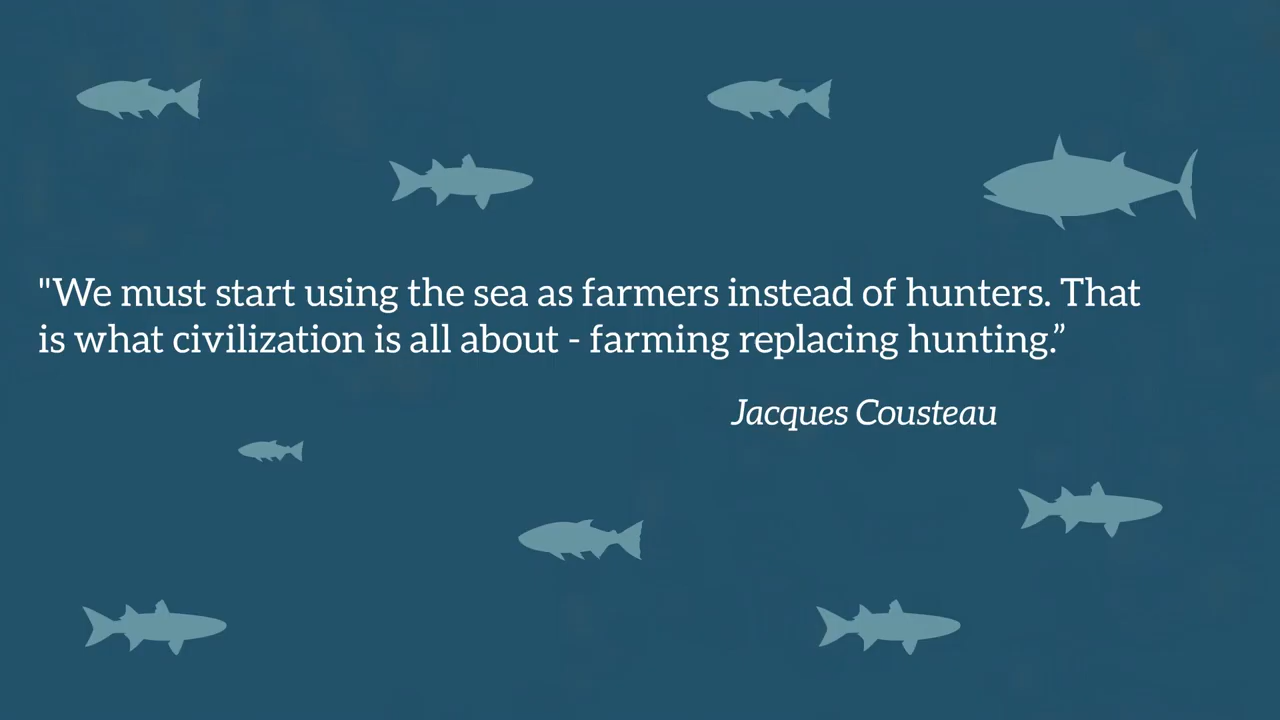 "We must start using the sea as farmers instead of hunters. That
is what civilization is all about - farming replacing hunting.”
Jacques Cousteau